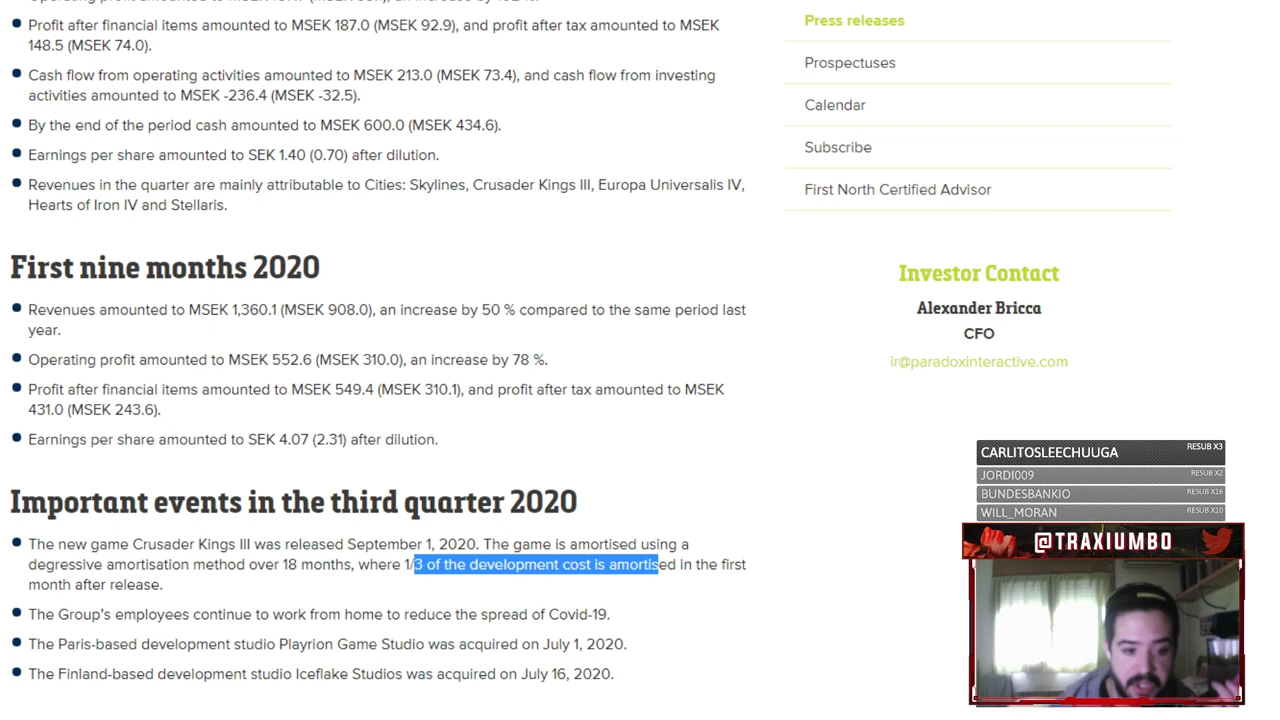 Profit after financial items amounted to MSEK 187.0 (MSEK 92.9), and profit after tax amounted to MSEK
148.5 (MSEK 74.0).
Cash flow from operating activities amounted to MSEK 213.0 (MSEK 73.4), and cash flow from investing
activities amounted to MSEK -236.4 (MSEK -32.5).
By the end of the period cash amounted to MSEK 600.0 (MSEK 434.6).
Earnings per share amounted to SEK 1.40 (0.70) after dilution.
Revenues in the quarter are mainly attributable to Cities: Skylines, Crusader Kings III, Europa Universalis IV,
Hearts of Iron IV and Stellaris.
First nine months 2020
Revenues amounted to MSEK 1,360.1 (MSEK 908.0), an increase by 50 % compared to the same period last
year.
Operating profit amounted to MSEK 552.6 (MSEK 310.0), an increase by 78 %.
Profit after financial items amounted to MSEK 549.4 (MSEK 310.1), and profit after tax amounted to MSEK
431.0 (MSEK 243.6).
Earnings per share amounted to SEK 4.07 (2.31) after dilution.
Important events in the third quarter 2020
The new game Crusader Kings III was released September 1, 2020. The game is amortised using a
degressive amortisation method over 18 months, where 1/3 of the development cost is amortised in the first
month after release.
The Group's employees continue to work from home to reduce the spread of Covid-19.
The Paris-based development studio Playrion Game Studio was acquired on July 1, 2020.
The Finland-based development studio Iceflake Studios was acquired on July 16, 2020.
Press releases
Prospectuses
Calendar
Subscribe
First North Certified Advisor
Investor Contact
Alexander Bricca
CFO
ir@paradoxinteractive.com
CARLITOSLEECHUUGA RESUB X3
JORDI009 RESUB X2
BUNDESBANKIO RESUB X16
WILL_MORAN RESUB X10
@TRAXIUMBO